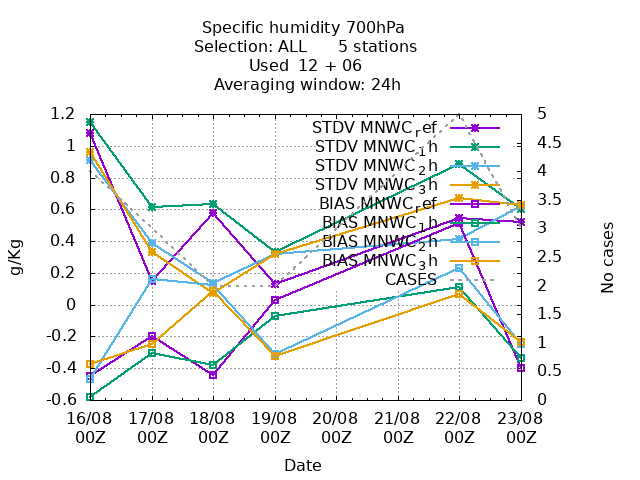 Specific humidity 700hPa
Selection: ALL      5 stations
Used  12 + 06
Averaging window: 24h
1.2
1
0.8
0.6
0.4
0.2
0
-0.2
-0.4
-0.6
g/Kg
5
4.5
4
3.5
3
2.5
2
1.5
1
0.5
0
No cases
STDV MNWC_ref
STDV MNWC_1h
STDV MNWC_2h
STDV MNWC_3h
BIAS MNWC_ref
BIAS MNWC_1h
BIAS MNWC_2h
BIAS MNWC_3h
CASES
16/08 17/08 18/08 19/08 20/08 21/08 22/08 23/08
00Z 00Z 00Z 00Z 00Z 00Z 00Z 00Z
Date